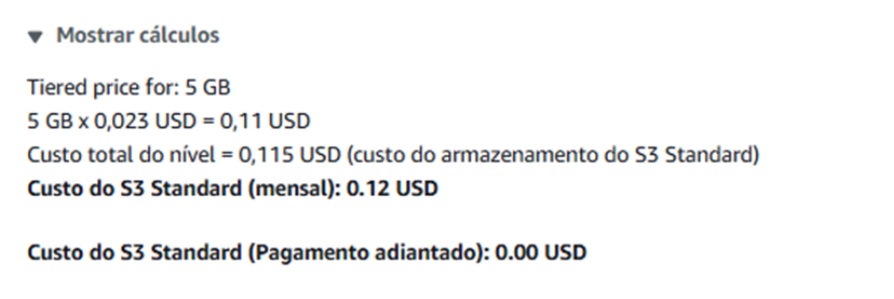 Mostrar cálculos
Tiered price for: 5 GB
5 GB x 0,023 USD = 0,11 USD
Custo total do nível = 0,115 USD (custo do armazenamento do S3 Standard)
Custo do S3 Standard (mensal): 0.12 USD
Custo do S3 Standard (Pagamento adiantado): 0.00 USD